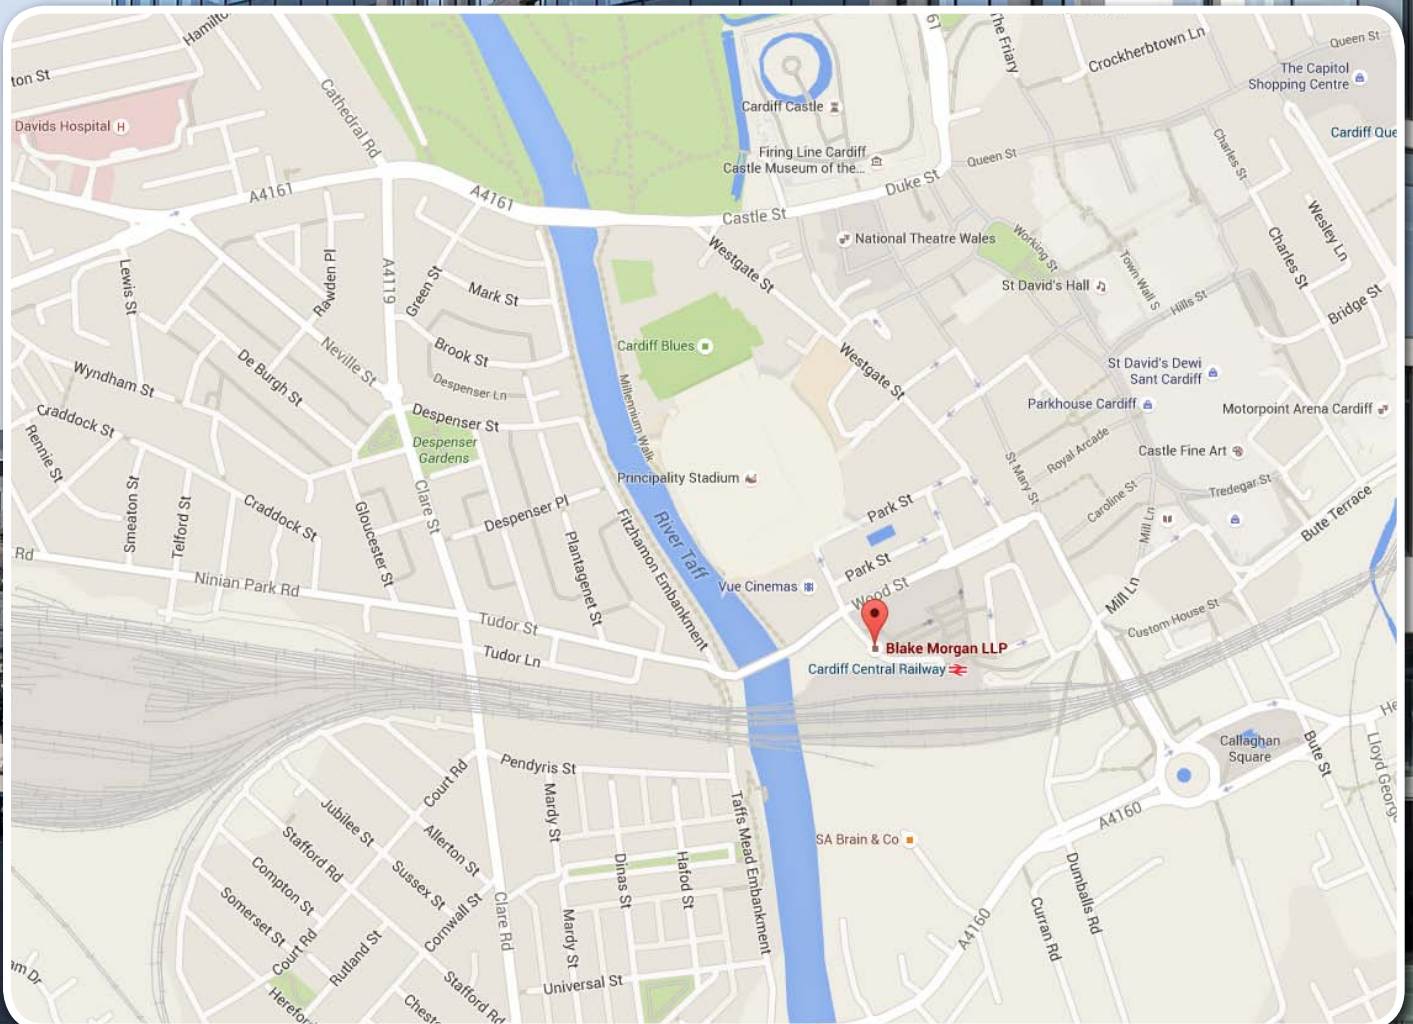 Hamilto
The Friary
61
Crockherbtown Ln
Queen St
ton St
The Capitol
Shopping Centre
Cathedral Rd
Cardiff Castle
Davids Hospital
H
Cardiff Que
Firing Line Cardiff
Castle Museum of the...
Queen St
Charles St
Duke St
A4161
A4161
Castle St
Wesley Ln
National Theatre Wales
Working St
Westgate St
Charles St
Town Wall S
Lewis St
Rawden Pl
A4119
Green St
Mark St
St David's Hall
Hills St
Bridge St
Cardiff Blues
Neville St
Brook St
Westgate St
De Burgh St
Wyndham St
Despenser Ln
St David's Dewi
Sant Cardiff
Parkhouse Cardiff
Motorpoint Arena Cardiff
Craddock St
Despenser St
Millennium Walk
Despenser
Gardens
Royal Arcade
Castle Fine Art
Rennie St
Principality Stadium
St Mary St
Tredegar St
Clare St
Caroline St
Smeaton St
Telford St
Craddock St
Gloucester St
Despenser Pl
Park St
Mill Ln
Bute Terrace
River Taff
Fitzhamon Embankment
Plantagenet St
Rd
Park St
Ninian Park Rd
Vue Cinemas
Wood St
Mill Ln
Tudor St
Custom House St
Tudor Ln
Blake Morgan LLP
Cardiff Central Railway
He
Callaghan
Square
Bute St
Lloyd George
Pendyris St
Court Rd
Mardy St
Taffs Mead Embankment
Jubilee St
Allerton St
A4160
Stafford Rd
SA Brain & Co
Compton St
Sussex St
Dinas St
Hafod St
Dumballs Rd
Somerset St
Cornwall St
Clare Rd
Mardy St
Curran Rd
A4160
Court Rd
Rutland St
am Dr
Stafford Rd
Universal St
Herefor
Chest